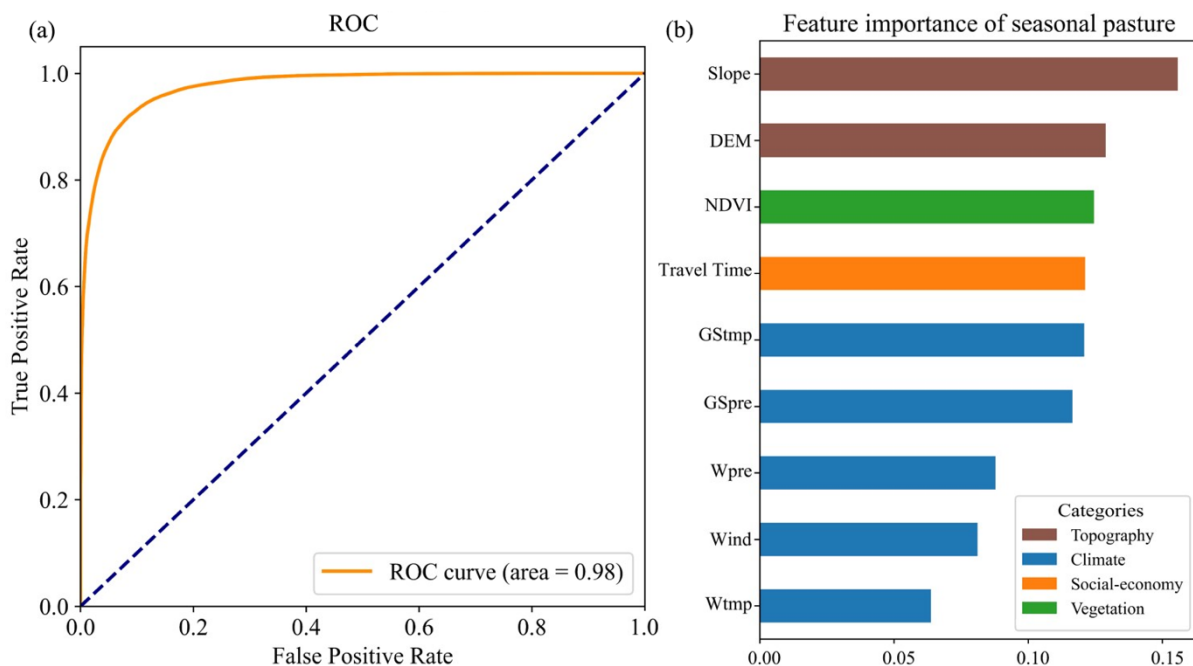 (a)
ROC
1.0
0.8
0.6
0.4
0.2
0.0
True Positive Rate
ROC curve (area = 0.98)
0.0 0.2 0.4 0.6 0.8 1.0
False Positive Rate
(b)
Feature importance of seasonal pasture
Slope
DEM
NDVI
Travel Time
GStmp
GSpre
Wpre
Wind
Wtmp
Categories
Topography
Climate
Social-economy
Vegetation
0.00 0.05 0.10 0.15